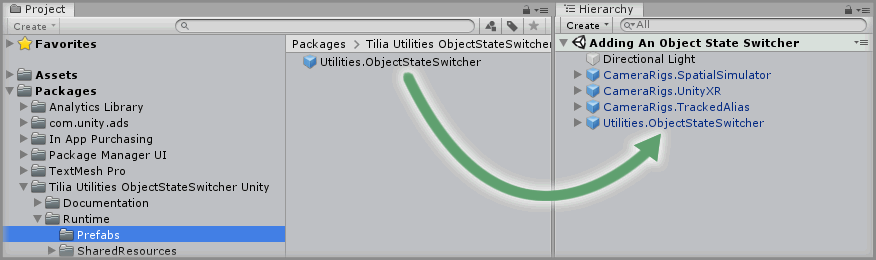 Project
Create
Favorites
Assets
Packages
Analytics Library
com.unity.ads
In App Purchasing
Package Manager UI
TextMesh Pro
Tilia Utilities ObjectStateSwitcher Unity
Documentation
Runtime
Prefabs
SharedResources
Packages > Tilia Utilities ObjectStateSwitcher
Utilities.ObjectStateSwitcher
Hierarchy
Create
All
Adding An Object State Switcher
Directional Light
CameraRigs.SpatialSimulator
CameraRigs.UnityXR
CameraRigs.TrackedAlias
Utilities.ObjectStateSwitcher